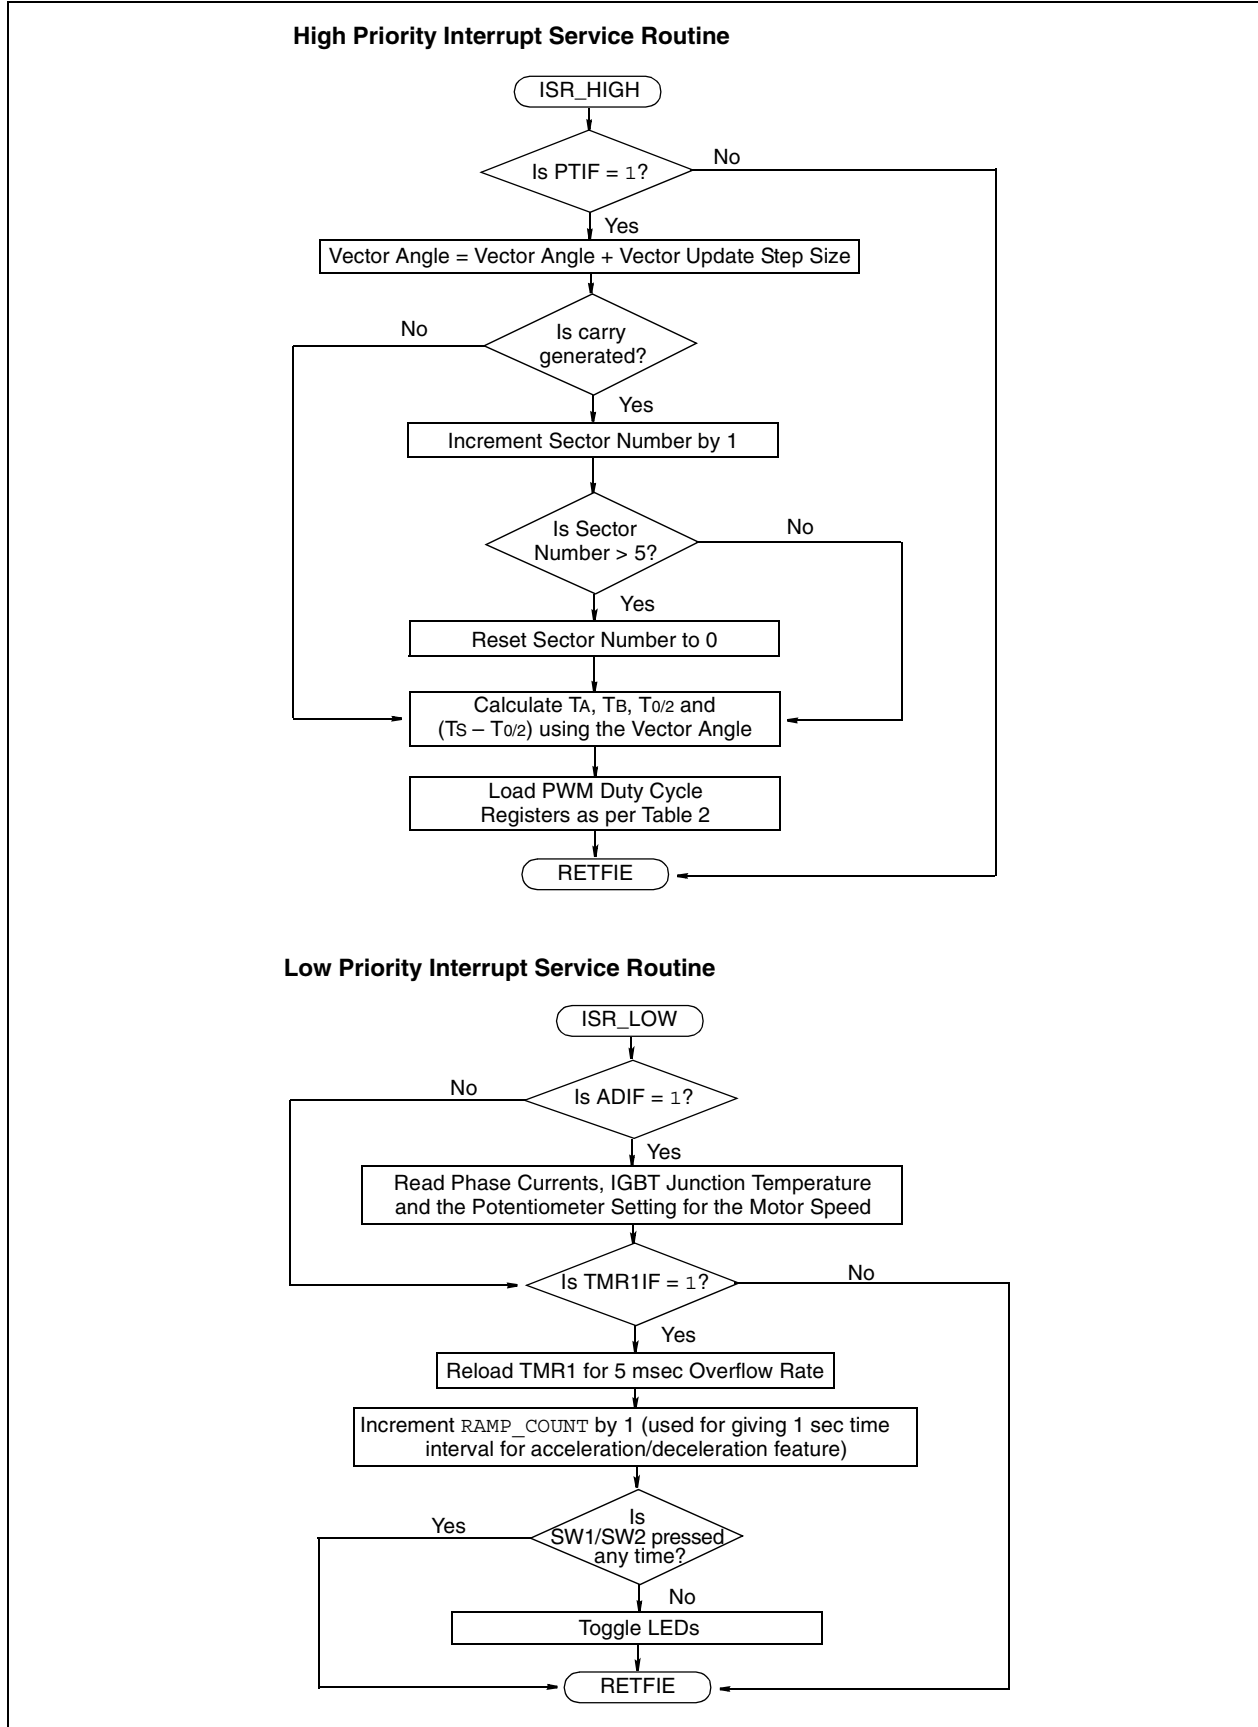 High Priority Interrupt Service Routine
ISR_HIGH
Is PTIF = 1?
No
Yes
Vector Angle = Vector Angle + Vector Update Step Size
No
Is carry
generated?
Yes
Increment Sector Number by 1
Is Sector
Number > 5?
No
Yes
Reset Sector Number to 0
Calculate TA, TB, T0/2 and
(TS – T0/2) using the Vector Angle
Load PWM Duty Cycle
Registers as per Table 2
RETFIE
Low Priority Interrupt Service Routine
ISR_LOW
No
Is ADIF = 1?
Yes
Read Phase Currents, IGBT Junction Temperature
and the Potentiometer Setting for the Motor Speed
Is TMR1IF = 1?
No
Yes
Reload TMR1 for 5 msec Overflow Rate
Increment RAMP_COUNT by 1 (used for giving 1 sec time
interval for acceleration/deceleration feature)
Yes
Is
SW1/SW2 pressed
any time?
No
Toggle LEDs
RETFIE